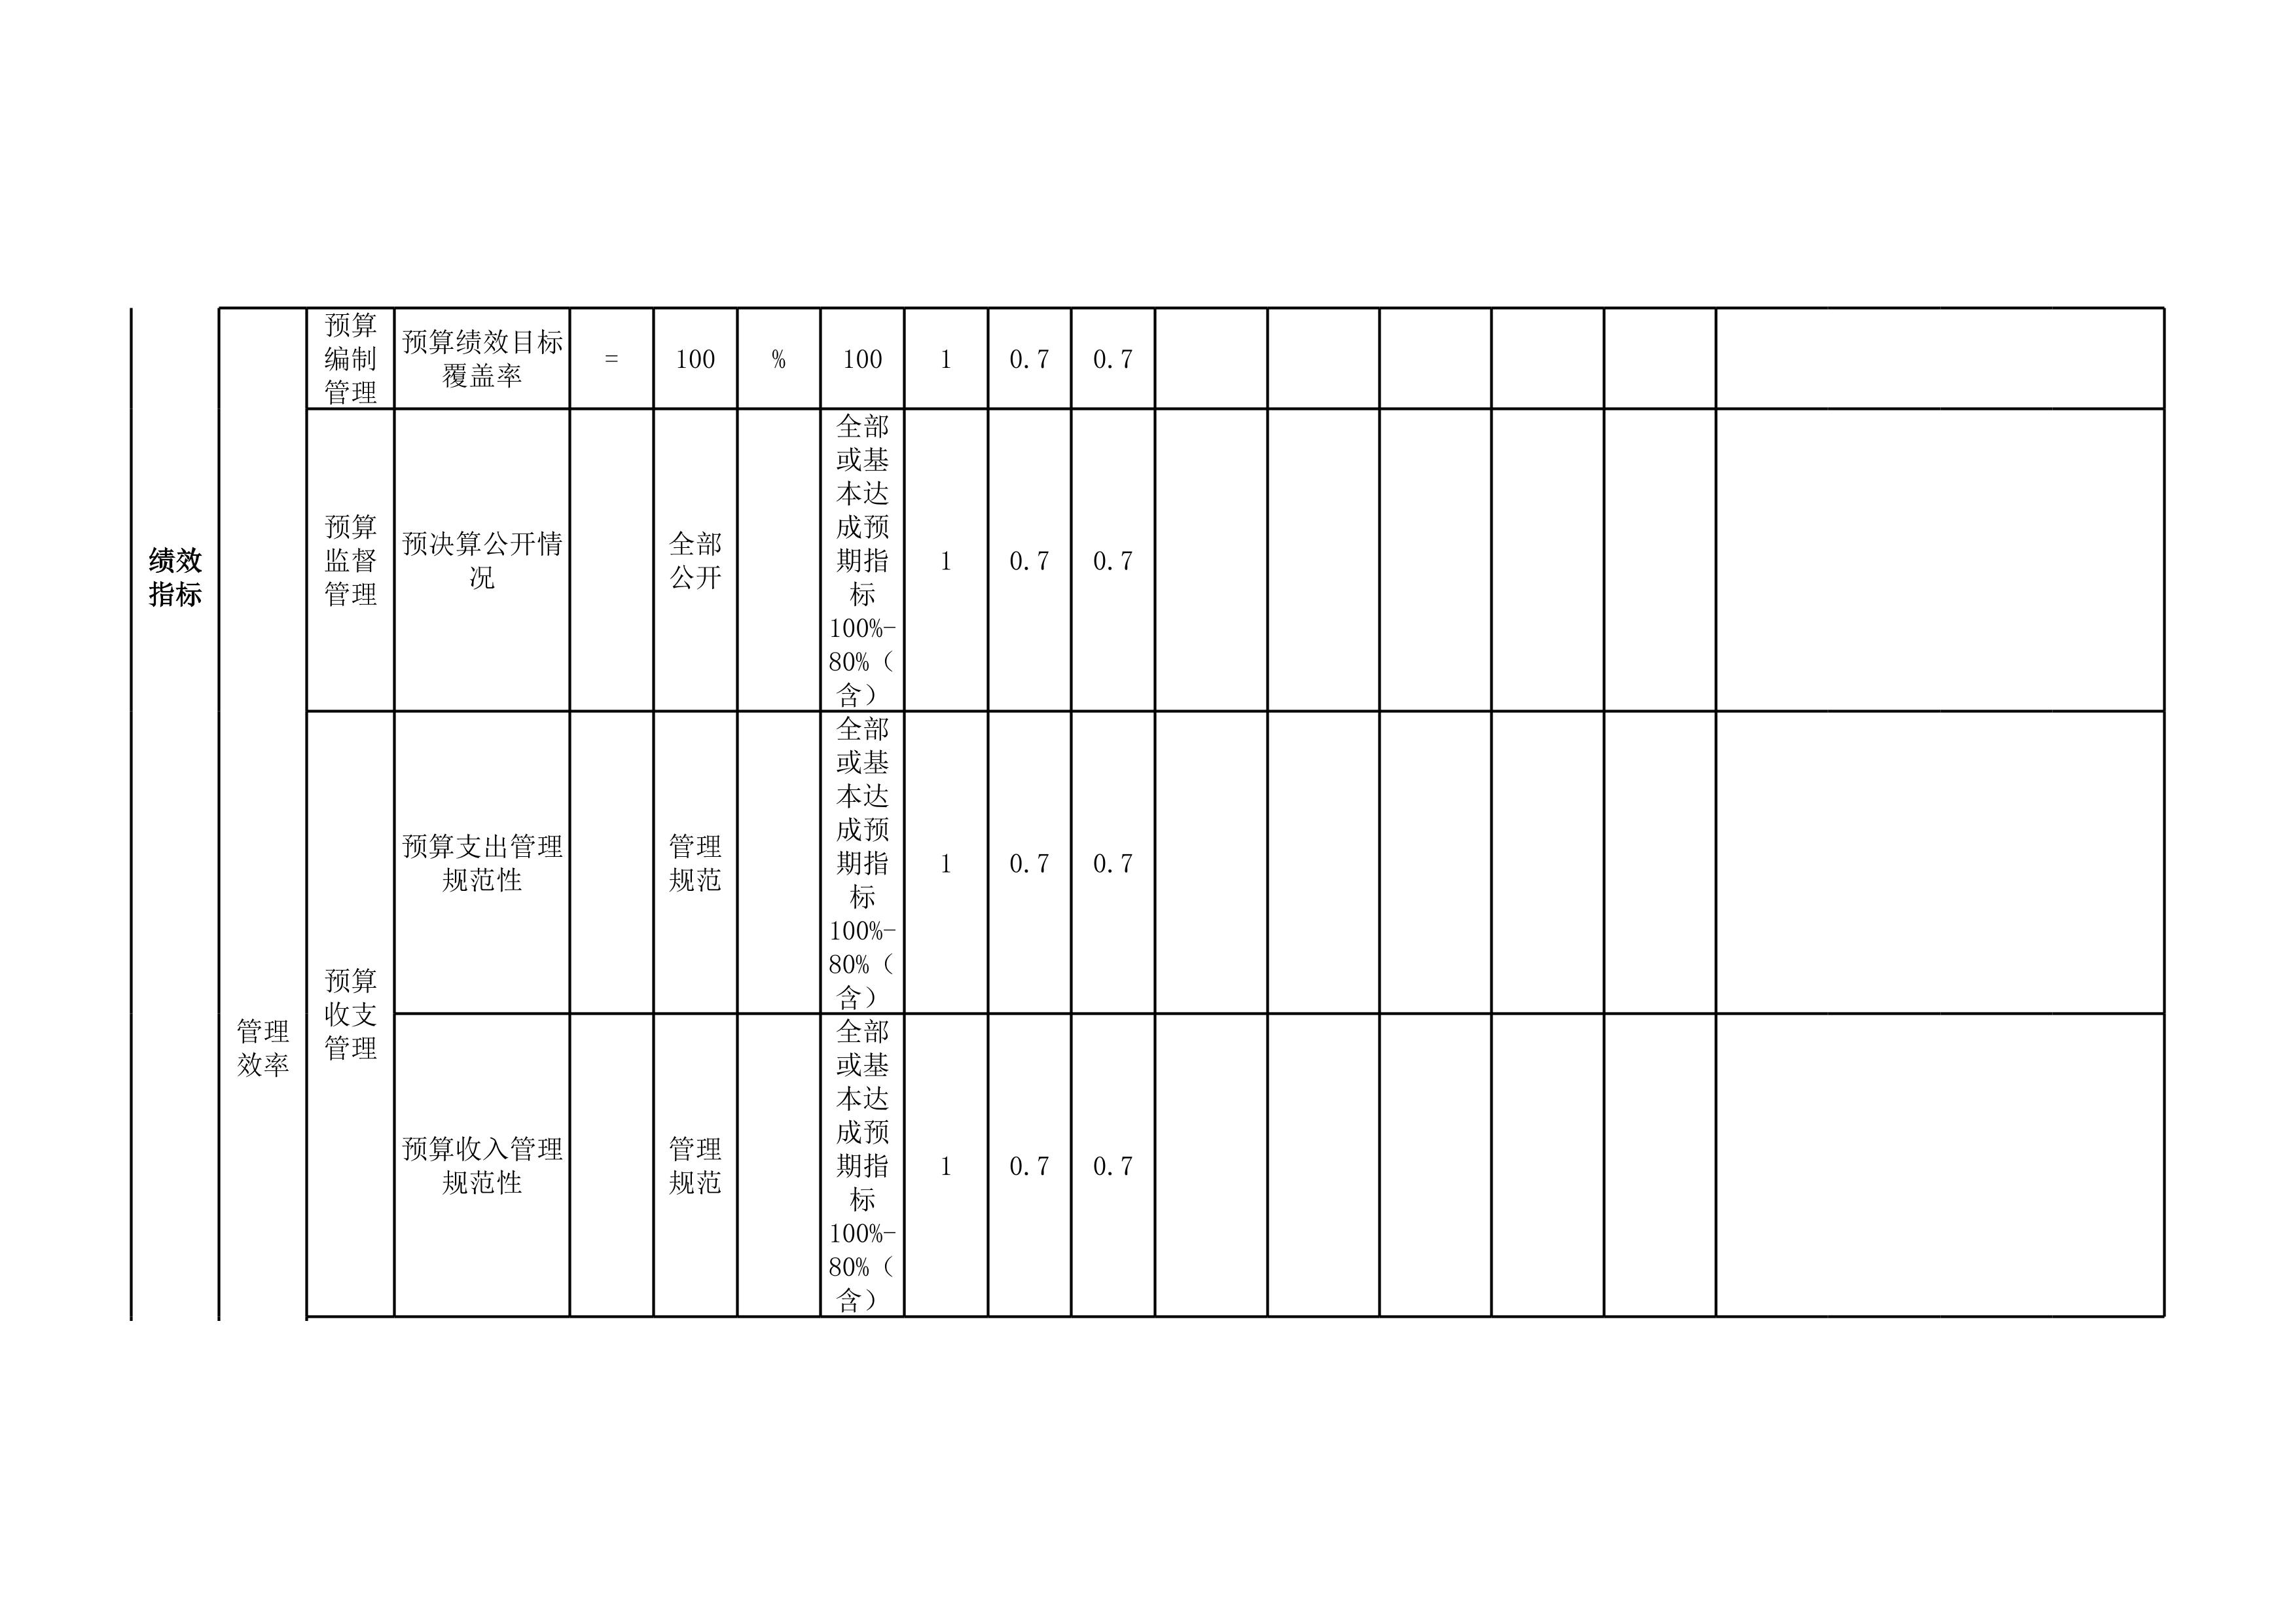 绩效
指标
管理
效率
预算
编制
管理
预算绩效目标
覆盖率
=
100
%
100
1
0.7
0.7
预算
监督
管理
预决算公开情
况
全部
公开
全部
或基
本达
成预
期指
标
100%-
80%（
含）
1
0.7
0.7
预算
收支
管理
预算支出管理
规范性
管理
规范
全部
或基
本达
成预
期指
标
100%-
80%（
含）
1
0.7
0.7
预算收入管理
规范性
管理
规范
全部
或基
本达
成预
期指
标
100%-
80%（
含）
1
0.7
0.7